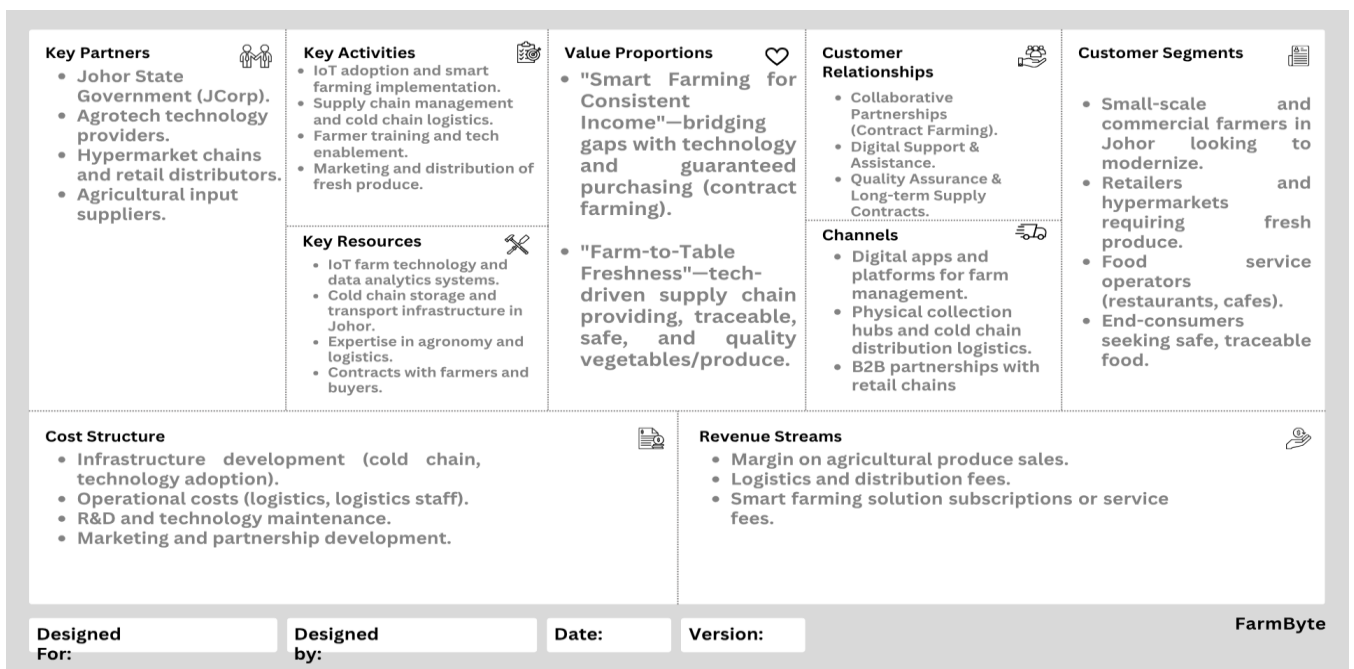 Key Partners
• Johor State
Government (JCorp).
• Agrotech technology
providers.
• Hypermarket chains
and retail distributors.
• Agricultural input
suppliers.
Key Activities
• IoT adoption and smart
farming implementation.
• Supply chain management
and cold chain logistics.
• Farmer training and tech
enablement.
• Marketing and distribution of
fresh produce.
Key Resources
• IoT farm technology and
data analytics systems.
• Cold chain storage and
transport infrastructure in
Johor.
• Expertise in agronomy and
logistics.
• Contracts with farmers and
buyers.
Value Proportions
• "Smart Farming for
Consistent
Income"—bridging
gaps with technology
and guaranteed
purchasing (contract
farming).
• "Farm-to-Table
Freshness"—tech-
driven supply chain
providing, traceable,
safe, and quality
vegetables/produce.
Customer
Relationships
• Collaborative
Partnerships
(Contract Farming).
• Digital Support &
Assistance.
• Quality Assurance &
Long-term Supply
Contracts.
Channels
• Digital apps and
platforms for farm
management.
• Physical collection
hubs and cold chain
distribution logistics.
• B2B partnerships with
retail chains
Customer Segments
• Small-scale and
commercial farmers in
Johor looking to
modernize.
• Retailers and
hypermarkets
requiring fresh
produce.
• Food service
operators
(restaurants, cafes).
• End-consumers
seeking safe, traceable
food.
Cost Structure
• Infrastructure development (cold chain,
technology adoption).
• Operational costs (logistics, logistics staff).
• R&D and technology maintenance.
• Marketing and partnership development.
Revenue Streams
• Margin on agricultural produce sales.
• Logistics and distribution fees.
• Smart farming solution subscriptions or service
fees.
Designed
For:
Designed
by:
Date:
Version:
FarmByte